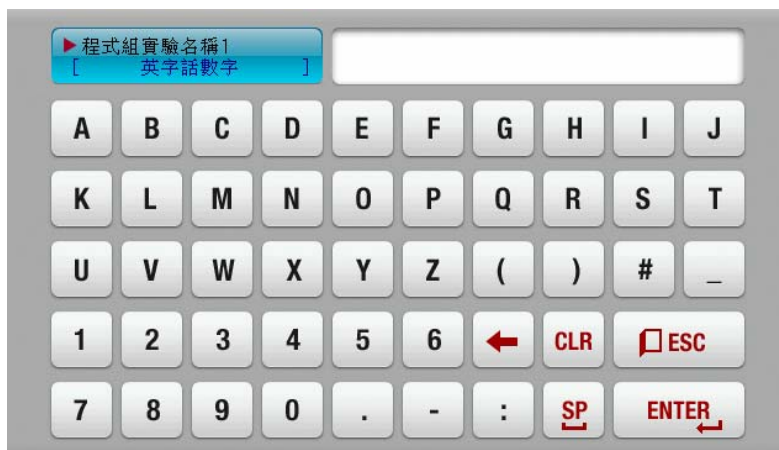 ▶程式組實驗名稱1
[ 英字話數字 ]
A B C D E F G H I J
K L M N O P Q R S T
U V W X Y Z ( ) # _
1 2 3 4 5 6 ← CLR ESC
7 8 9 0 . - : SP ENTER